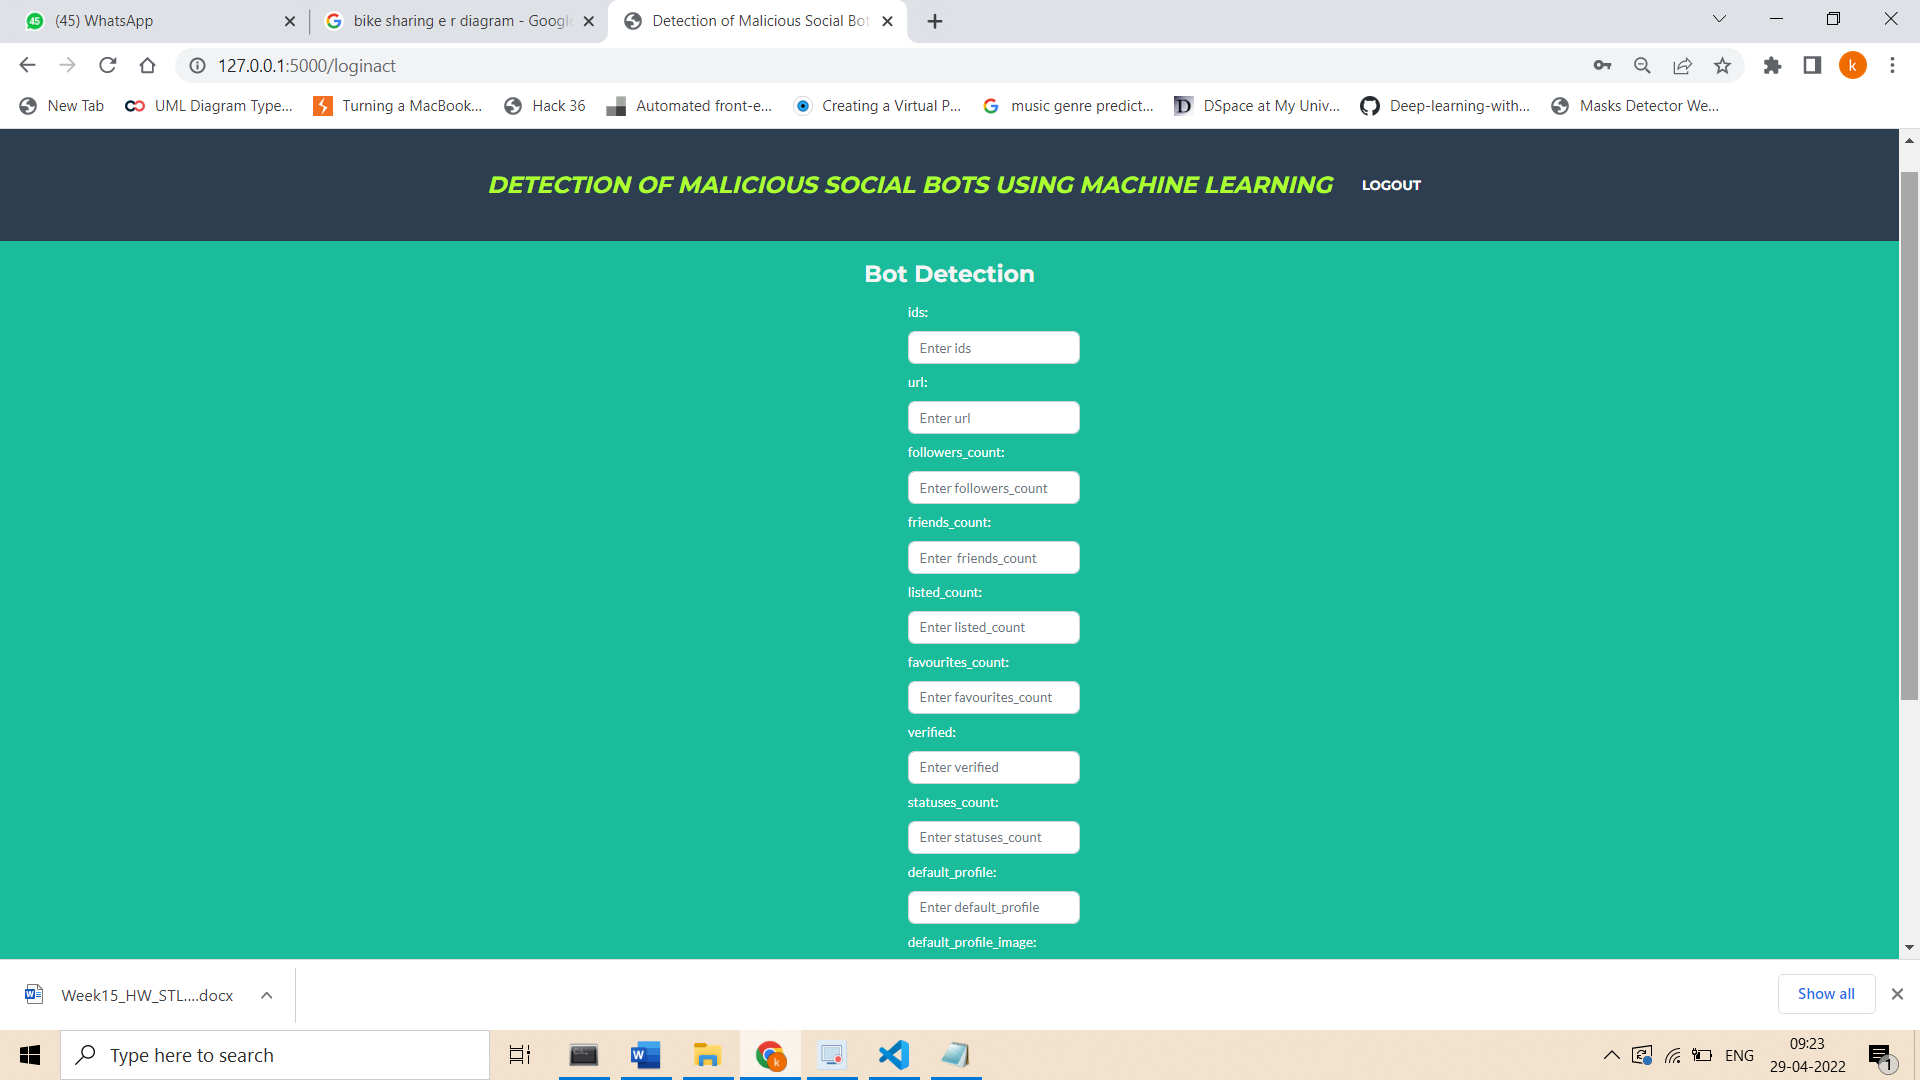 45 (45) WhatsApp
bike sharing e r diagram - Google
Detection of Malicious Social Bot
127.0.0.1:5000/loginact
k
New Tab
UML Diagram Type...
Turning a MacBook...
Hack 36
Automated front-e...
Creating a Virtual P...
music genre predict...
DSpace at My Univ...
Deep-learning-with...
Masks Detector We...
DETECTION OF MALICIOUS SOCIAL BOTS USING MACHINE LEARNING
LOGOUT
Bot Detection
ids:
Enter ids
url:
Enter url
followers_count:
Enter followers_count
friends_count:
Enter friends_count
listed_count:
Enter listed_count
favourites_count:
Enter favourites_count
verified:
Enter verified
statuses_count:
Enter statuses_count
default_profile:
Enter default_profile
default_profile_image:
Week15_HW_STL....docx
Show all
Type here to search
k
ENG
09:23
29-04-2022
1